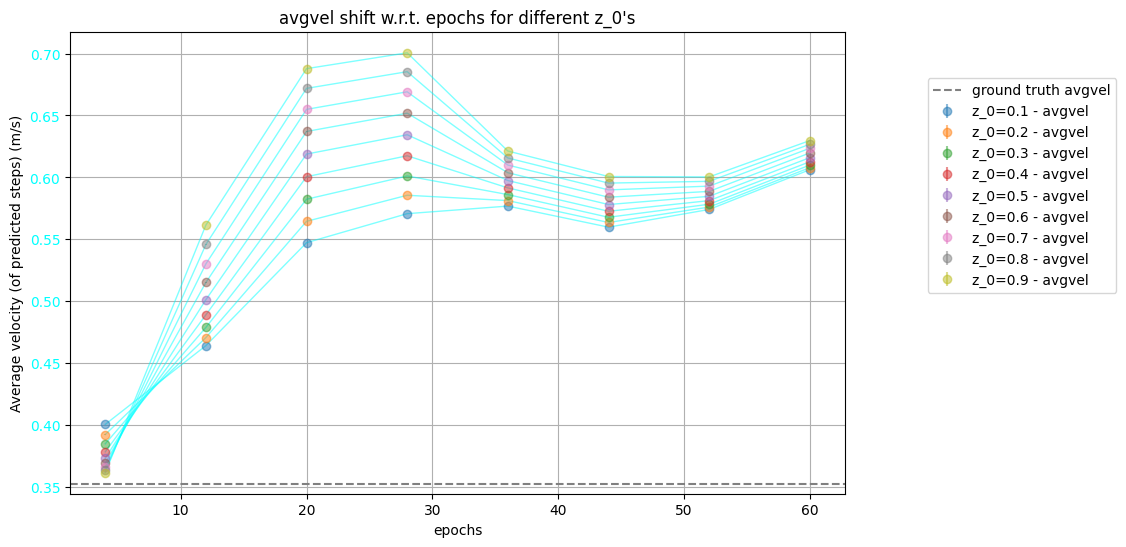 avgvel shift w.r.t. epochs for different z_0's
Average velocity (of predicted steps) (m/s)
0.70
0.65
0.60
0.55
0.50
0.45
0.40
0.35
10
20
30
40
50
60
epochs
ground truth avgvel
z_0=0.1 - avgvel
z_0=0.2 - avgvel
z_0=0.3 - avgvel
z_0=0.4 - avgvel
z_0=0.5 - avgvel
z_0=0.6 - avgvel
z_0=0.7 - avgvel
z_0=0.8 - avgvel
z_0=0.9 - avgvel